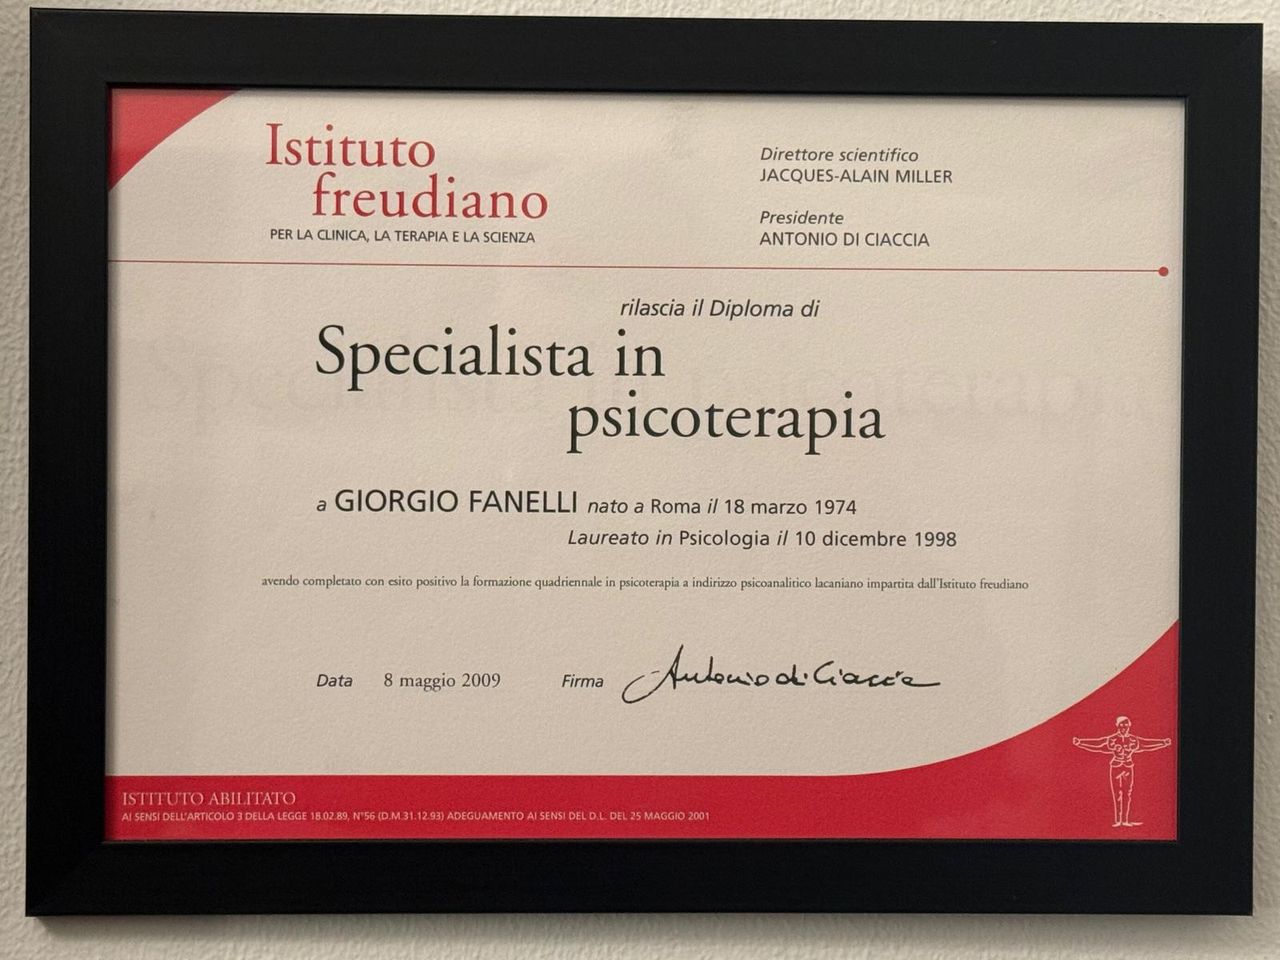 Istituto
freudiano
PER LA CLINICA, LA TERAPIA E LA SCIENZA
Direttore scientifico
JACQUES-ALAIN MILLER
Presidente
ANTONIO DI CIACCIA
rilascia il Diploma di
Specialista in
psicoterapia
a GIORGIO FANELLI nato a Roma il 18 marzo 1974
Laureato in Psicologia il 10 dicembre 1998
avendo completato con esito positivo la formazione quadriennale in psicoterapia a indirizzo psicoanalitico lacaniano impartita dall'Istituto freudiano
Data 8 maggio 2009 Firma Antonio di Ciaccia
ISTITUTO ABILITATO
AI SENSI DELL'ARTICOLO 3 DELLA LEGGE 18.02.89, N°56 (D.M.31.12.93) ADEGUAMENTO AI SENSI DEL D.L. DEL 25 MAGGIO 2001